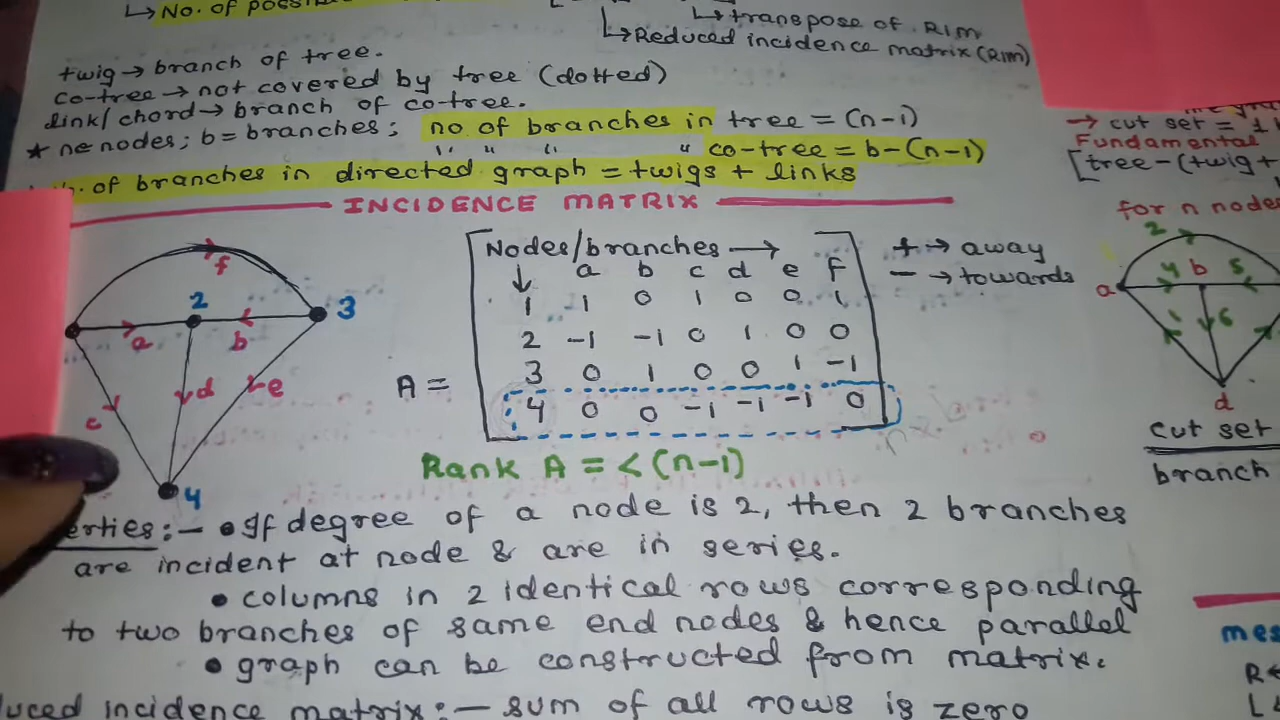 ↳No. of
↳transpose of RIM
↳Reduced incidence matrix (RIM)
twig → branch of tree.
co-tree → not covered by tree (dotted)
link/chord → branch of co-tree.
* n=nodes; b=branches; no of branches in tree = (n-1)
" " " " co-tree = b-(n-1)
of branches in directed graph = twigs + links
INCIDENCE MATRIX
f
2
3
a
b
c
d
e
4
Nodes/branches →
↓ a b c d e f
1 1 0 1 0 0 1
2 -1 -1 0 1 0 0
A = 3 0 1 0 0 1 -1
4 0 0 -1 -1 -1 0
+ → away
- → towards
Rank A = < (n-1)
erties:- • If degree of a node is 2, then 2 branches
are incident at node & are in series.
• columns in 2 identical rows corresponding
to two branches of same end nodes & hence parallel
• graph can be constructed from matrix.
uced incidence matrix:- sum of all rows is zero
→ cut set = 1
Fundamental
[tree-(twig+
for n node
2
4 b 5
a
1 6
d
cut set
branch
mes
R
L